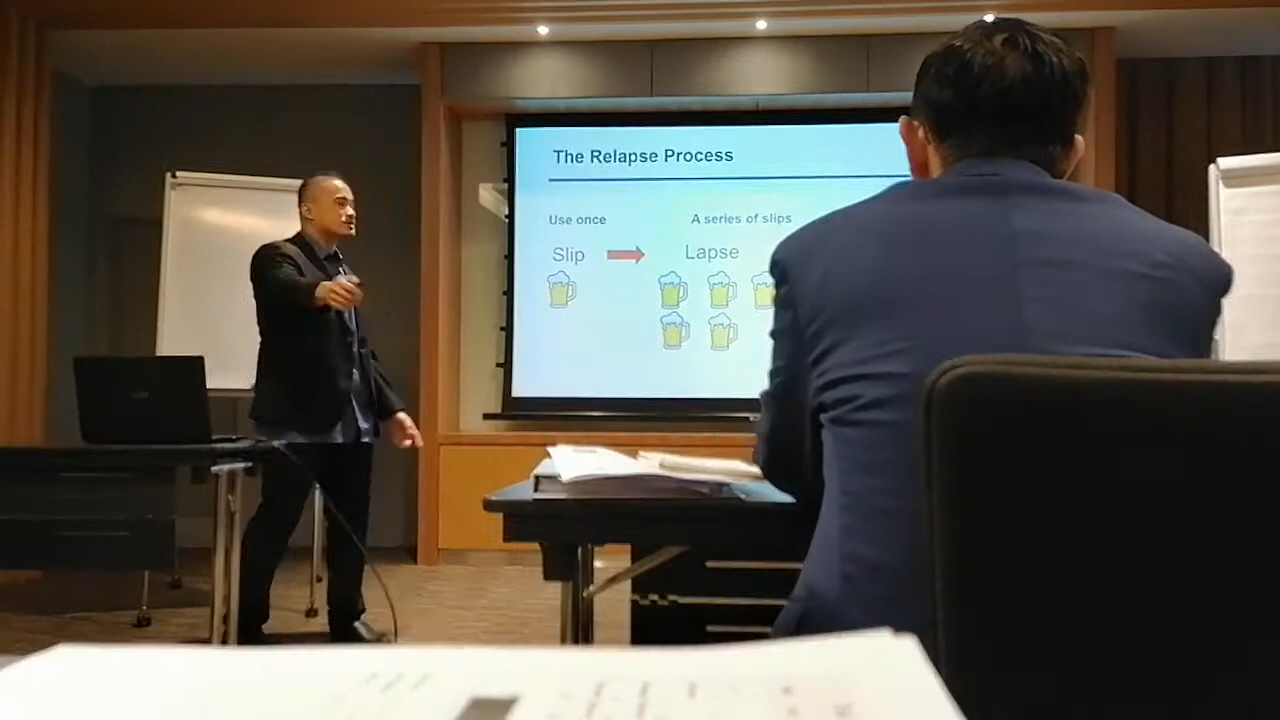 The Relapse Process
Use once
A series of slips
Slip
Lapse